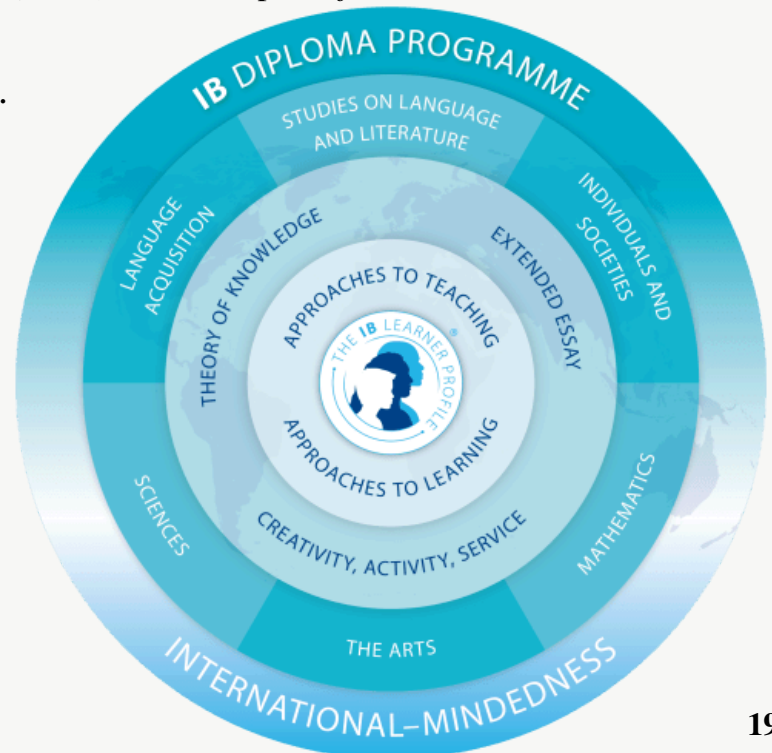 .
IB DIPLOMA PROGRAMME
STUDIES ON LANGUAGE
AND LITERATURE
LANGUAGE
ACQUISITION
INDIVIDUALS AND
SOCIETIES
THEORY OF KNOWLEDGE
EXTENDED ESSAY
APPROACHES TO TEACHING
THE IB LEARNER PROFILE
®
APPROACHES TO LEARNING
SCIENCES
MATHEMATICS
CREATIVITY, ACTIVITY, SERVICE
THE ARTS
INTERNATIONAL–MINDEDNESS
19